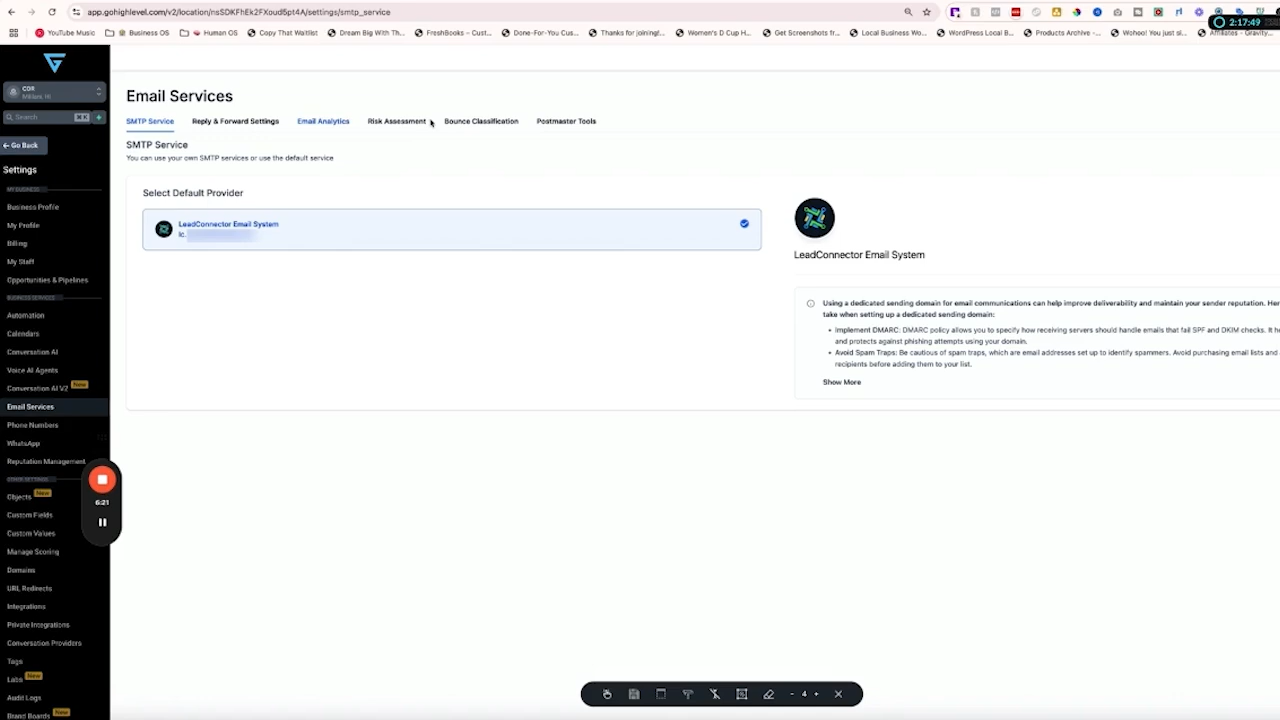 app.gohighlevel.com/v2/location/nsSDKFhEk2FXoud5pt4A/settings/smtp_service
2:17:49
YouTube Music
Business OS
Human OS
Copy That Waitlist
Dream Big With Th...
FreshBooks – Cust...
Done-For-You Cus...
Thanks for joining!...
Women's D Cup H...
Get Screenshots fr...
Local Business Wo...
WordPress Local B...
Products Archive -...
Wohoo! You just si...
Affiliates - Gravity...
CDR
Search
⌘K
Go Back
Settings
MY BUSINESS
Business Profile
My Profile
Billing
My Staff
Opportunities & Pipelines
BUSINESS SERVICES
Automation
Calendars
Conversation AI
Voice AI Agents
Conversation AI V2 New
Email Services
Phone Numbers
WhatsApp
Reputation Management
OTHER SETTINGS
Objects New
Custom Fields
Custom Values
Manage Scoring
Domains
URL Redirects
Integrations
Private Integrations
Conversation Providers
Tags
Labs New
Audit Logs
Brand Boards New
6:21
Email Services
SMTP Service
Reply & Forward Settings
Email Analytics
Risk Assessment
Bounce Classification
Postmaster Tools
SMTP Service
You can use your own SMTP services or use the default service
Select Default Provider
LeadConnector Email System
lc.
LeadConnector Email System
Using a dedicated sending domain for email communications can help improve deliverability and maintain your sender reputation. Her
take when setting up a dedicated sending domain:
• Implement DMARC: DMARC policy allows you to specify how receiving servers should handle emails that fail SPF and DKIM checks. It he
and protects against phishing attempts using your domain.
• Avoid Spam Traps: Be cautious of spam traps, which are email addresses set up to identify spammers. Avoid purchasing email lists and
recipients before adding them to your list.
Show More
- 4 +